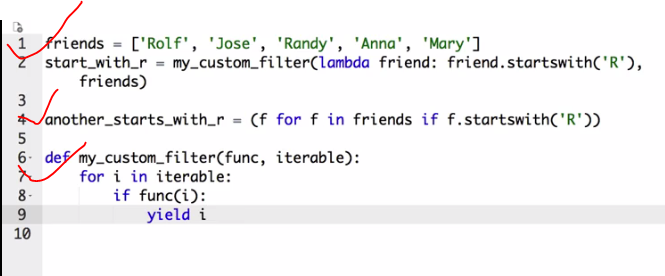 1 friends = ['Rolf', 'Jose', 'Randy', 'Anna', 'Mary']
2 start_with_r = my_custom_filter(lambda friend: friend.startswith('R'),
friends)
3
4 another_starts_with_r = (f for f in friends if f.startswith('R'))
5
6 def my_custom_filter(func, iterable):
7 for i in iterable:
8 if func(i):
9 yield i
10